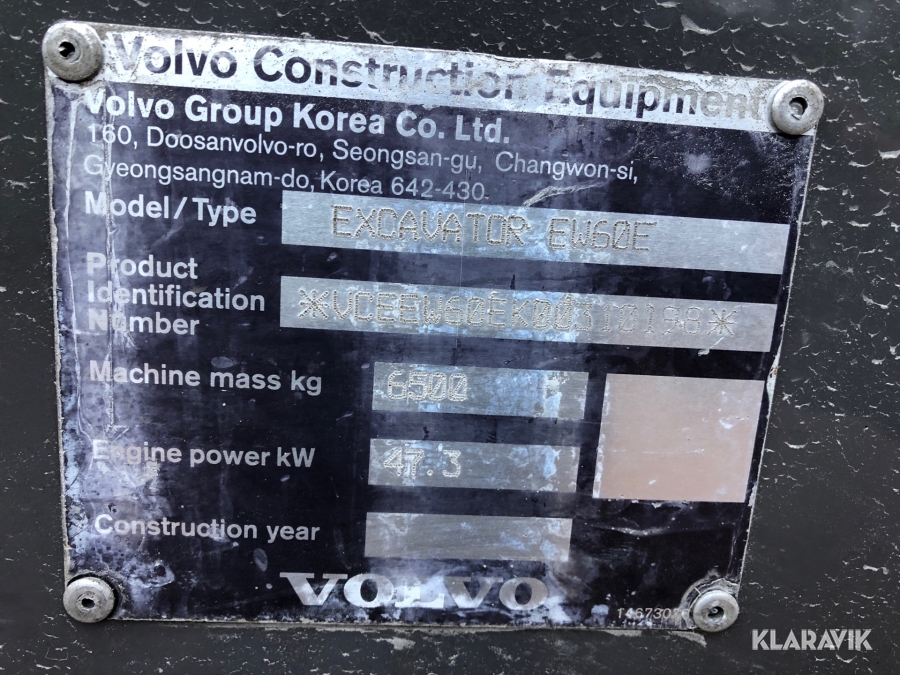 Volvo Construction Equipment
Volvo Group Korea Co. Ltd.
160, Doosanvolvo-ro, Seongsan-gu, Changwon-si,
Gyeongsangnam-do, Korea 642-430
Model/Type EXCAVATOR EW60E
Product
Identification
Number *VCEEW60EK00310198*
Machine mass kg 6500
Engine power kW 47.3
Construction year
VOLVO
KLARAVIK